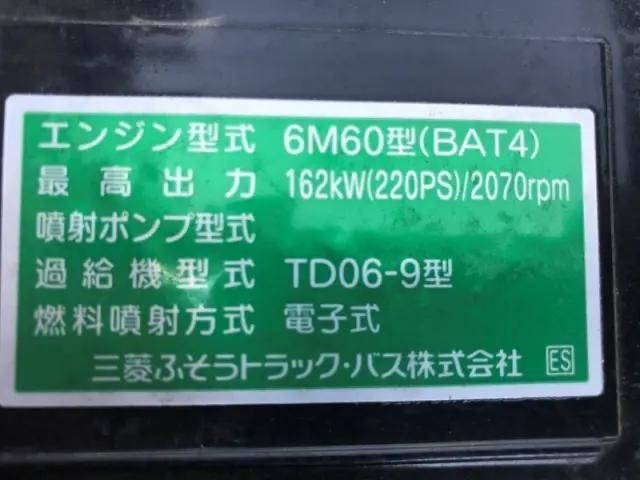 エンジン型式 6M60型(BAT4)
最高出力 162kW(220PS)/2070rpm
噴射ポンプ型式
過給機型式 TD06-9型
燃料噴射方式 電子式
三菱ふそうトラック・バス株式会社 ES